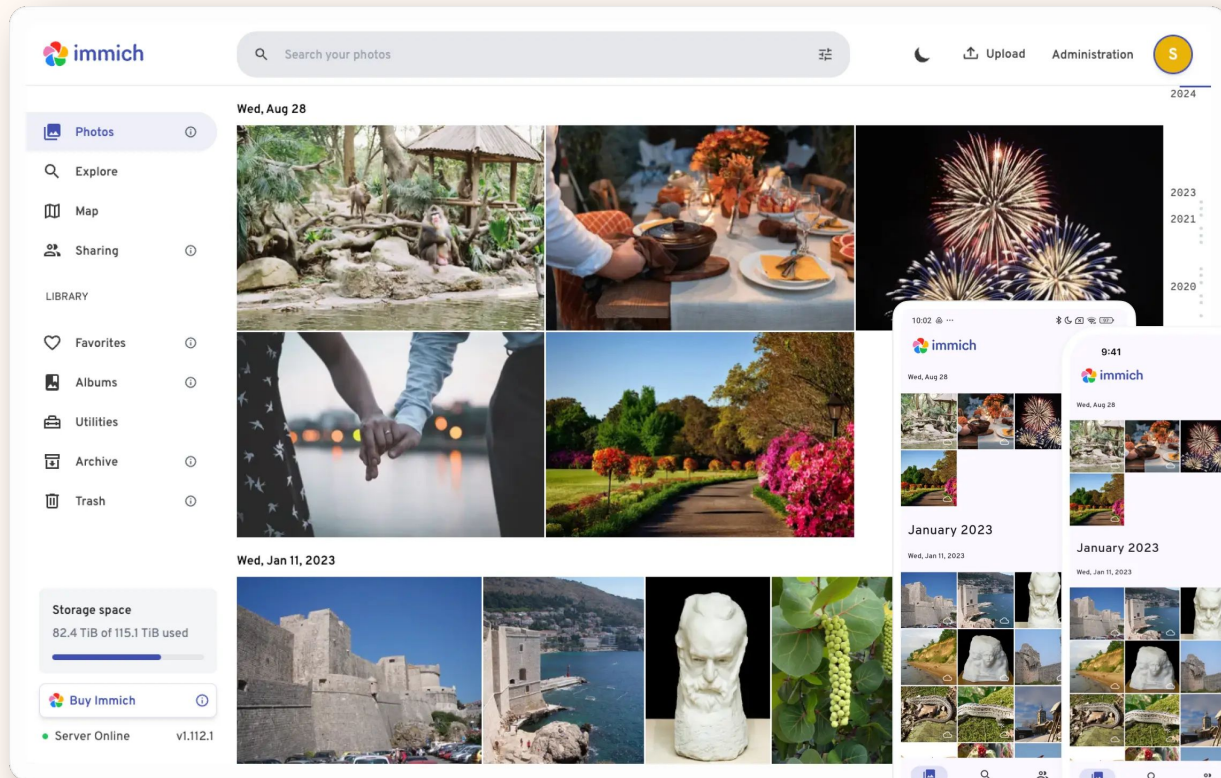 immich
Search your photos
Upload
Administration
S
Photos
Explore
Map
Sharing
LIBRARY
Favorites
Albums
Utilities
Archive
Trash
Storage space
82.4 TiB of 115.1 TiB used
Buy Immich
Server Online v1.112.1
Wed, Aug 28
Wed, Jan 11, 2023
2024
2023
2021
2020
10:02
immich
Wed, Aug 28
January 2023
Wed, Jan 11, 2023
9:41
immich
Wed, Aug 28
January 2023
Wed, Jan 11, 2023